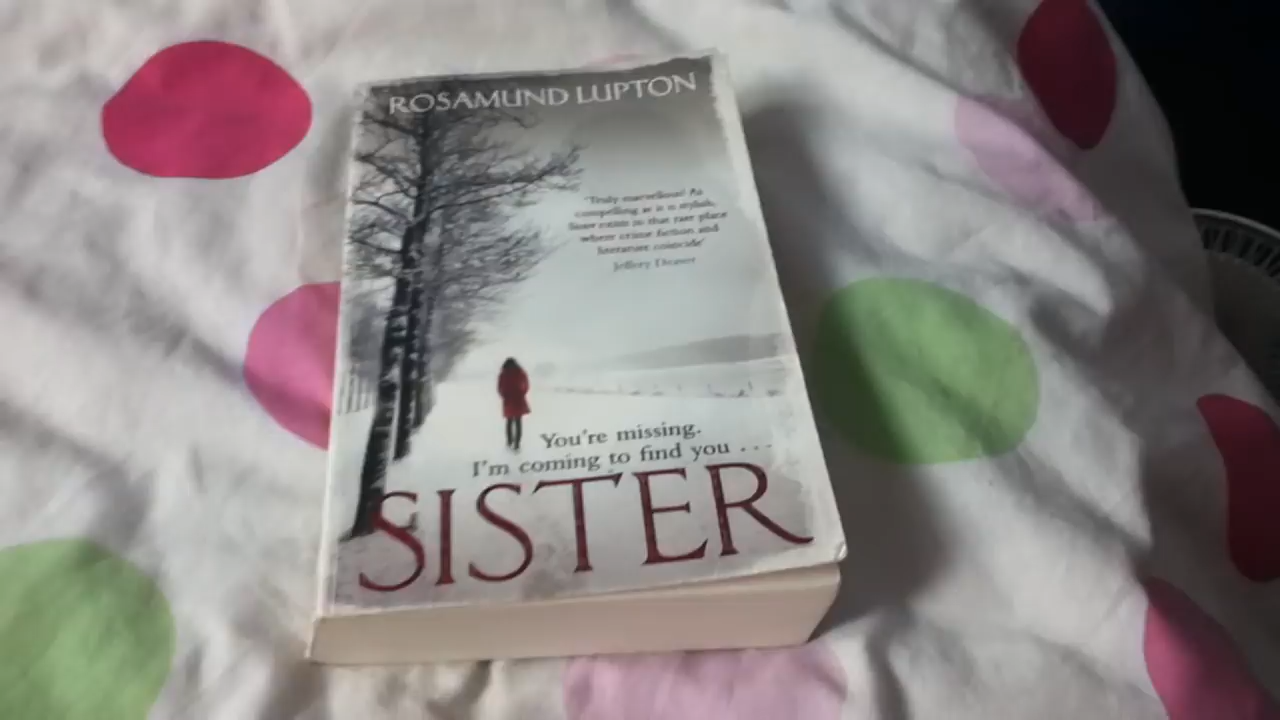 ROSAMUND LUPTON
'Truly marvellous! As
compelling as it is stylish.
Sister exists in that rare place
where crime fiction and
literature coincide'
Jeffery Deaver
You're missing.
I'm coming to find you . . .
SISTER